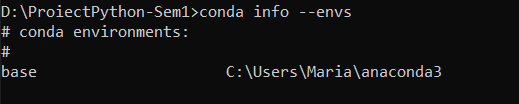 D:\ProiectPython-Sem1>conda info --envs
# conda environments:
#
base                     C:\Users\Maria\anaconda3